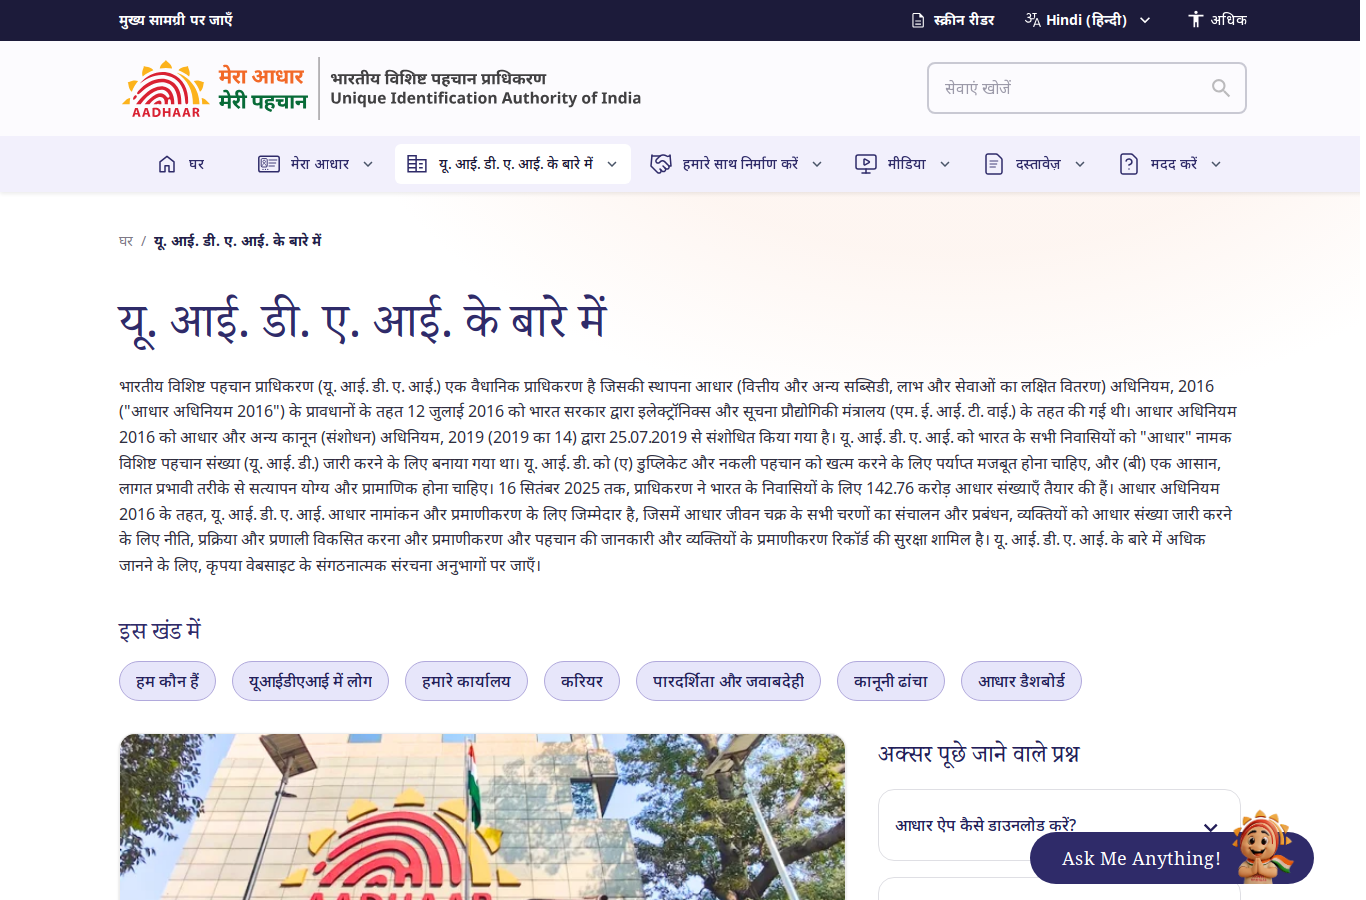 मुख्य सामग्री पर जाएँ
स्क्रीन रीडर
Hindi (हिन्दी)
अधिक
AADHAAR
मेरा आधार
मेरी पहचान
भारतीय विशिष्ट पहचान प्राधिकरण
Unique Identification Authority of India
सेवाएं खोजें
घर
मेरा आधार
यू. आई. डी. ए. आई. के बारे में
हमारे साथ निर्माण करें
मीडिया
दस्तावेज़
मदद करें
घर / यू. आई. डी. ए. आई. के बारे में
यू. आई. डी. ए. आई. के बारे में
भारतीय विशिष्ट पहचान प्राधिकरण (यू. आई. डी. ए. आई.) एक वैधानिक प्राधिकरण है जिसकी स्थापना आधार (वित्तीय और अन्य सब्सिडी, लाभ और सेवाओं का लक्षित वितरण) अधिनियम, 2016
("आधार अधिनियम 2016") के प्रावधानों के तहत 12 जुलाई 2016 को भारत सरकार द्वारा इलेक्ट्रॉनिक्स और सूचना प्रौद्योगिकी मंत्रालय (एम. ई. आई. टी. वाई.) के तहत की गई थी। आधार अधिनियम
2016 को आधार और अन्य कानून (संशोधन) अधिनियम, 2019 (2019 का 14) द्वारा 25.07.2019 से संशोधित किया गया है। यू. आई. डी. ए. आई. को भारत के सभी निवासियों को "आधार" नामक
विशिष्ट पहचान संख्या (यू. आई. डी.) जारी करने के लिए बनाया गया था। यू. आई. डी. को (ए) डुप्लिकेट और नकली पहचान को खत्म करने के लिए पर्याप्त मजबूत होना चाहिए, और (बी) एक आसान,
लागत प्रभावी तरीके से सत्यापन योग्य और प्रामाणिक होना चाहिए। 16 सितंबर 2025 तक, प्राधिकरण ने भारत के निवासियों के लिए 142.76 करोड़ आधार संख्याएँ तैयार की हैं। आधार अधिनियम
2016 के तहत, यू. आई. डी. ए. आई. आधार नामांकन और प्रमाणीकरण के लिए जिम्मेदार है, जिसमें आधार जीवन चक्र के सभी चरणों का संचालन और प्रबंधन, व्यक्तियों को आधार संख्या जारी करने
के लिए नीति, प्रक्रिया और प्रणाली विकसित करना और प्रमाणीकरण और पहचान की जानकारी और व्यक्तियों के प्रमाणीकरण रिकॉर्ड की सुरक्षा शामिल है। यू. आई. डी. ए. आई. के बारे में अधिक
जानने के लिए, कृपया वेबसाइट के संगठनात्मक संरचना अनुभागों पर जाएँ।
इस खंड में
हम कौन हैं
यूआईडीएआई में लोग
हमारे कार्यालय
करियर
पारदर्शिता और जवाबदेही
कानूनी ढांचा
आधार डैशबोर्ड
अक्सर पूछे जाने वाले प्रश्न
आधार ऐप कैसे डाउनलोड करें?
Ask Me Anything!
AADHAAR